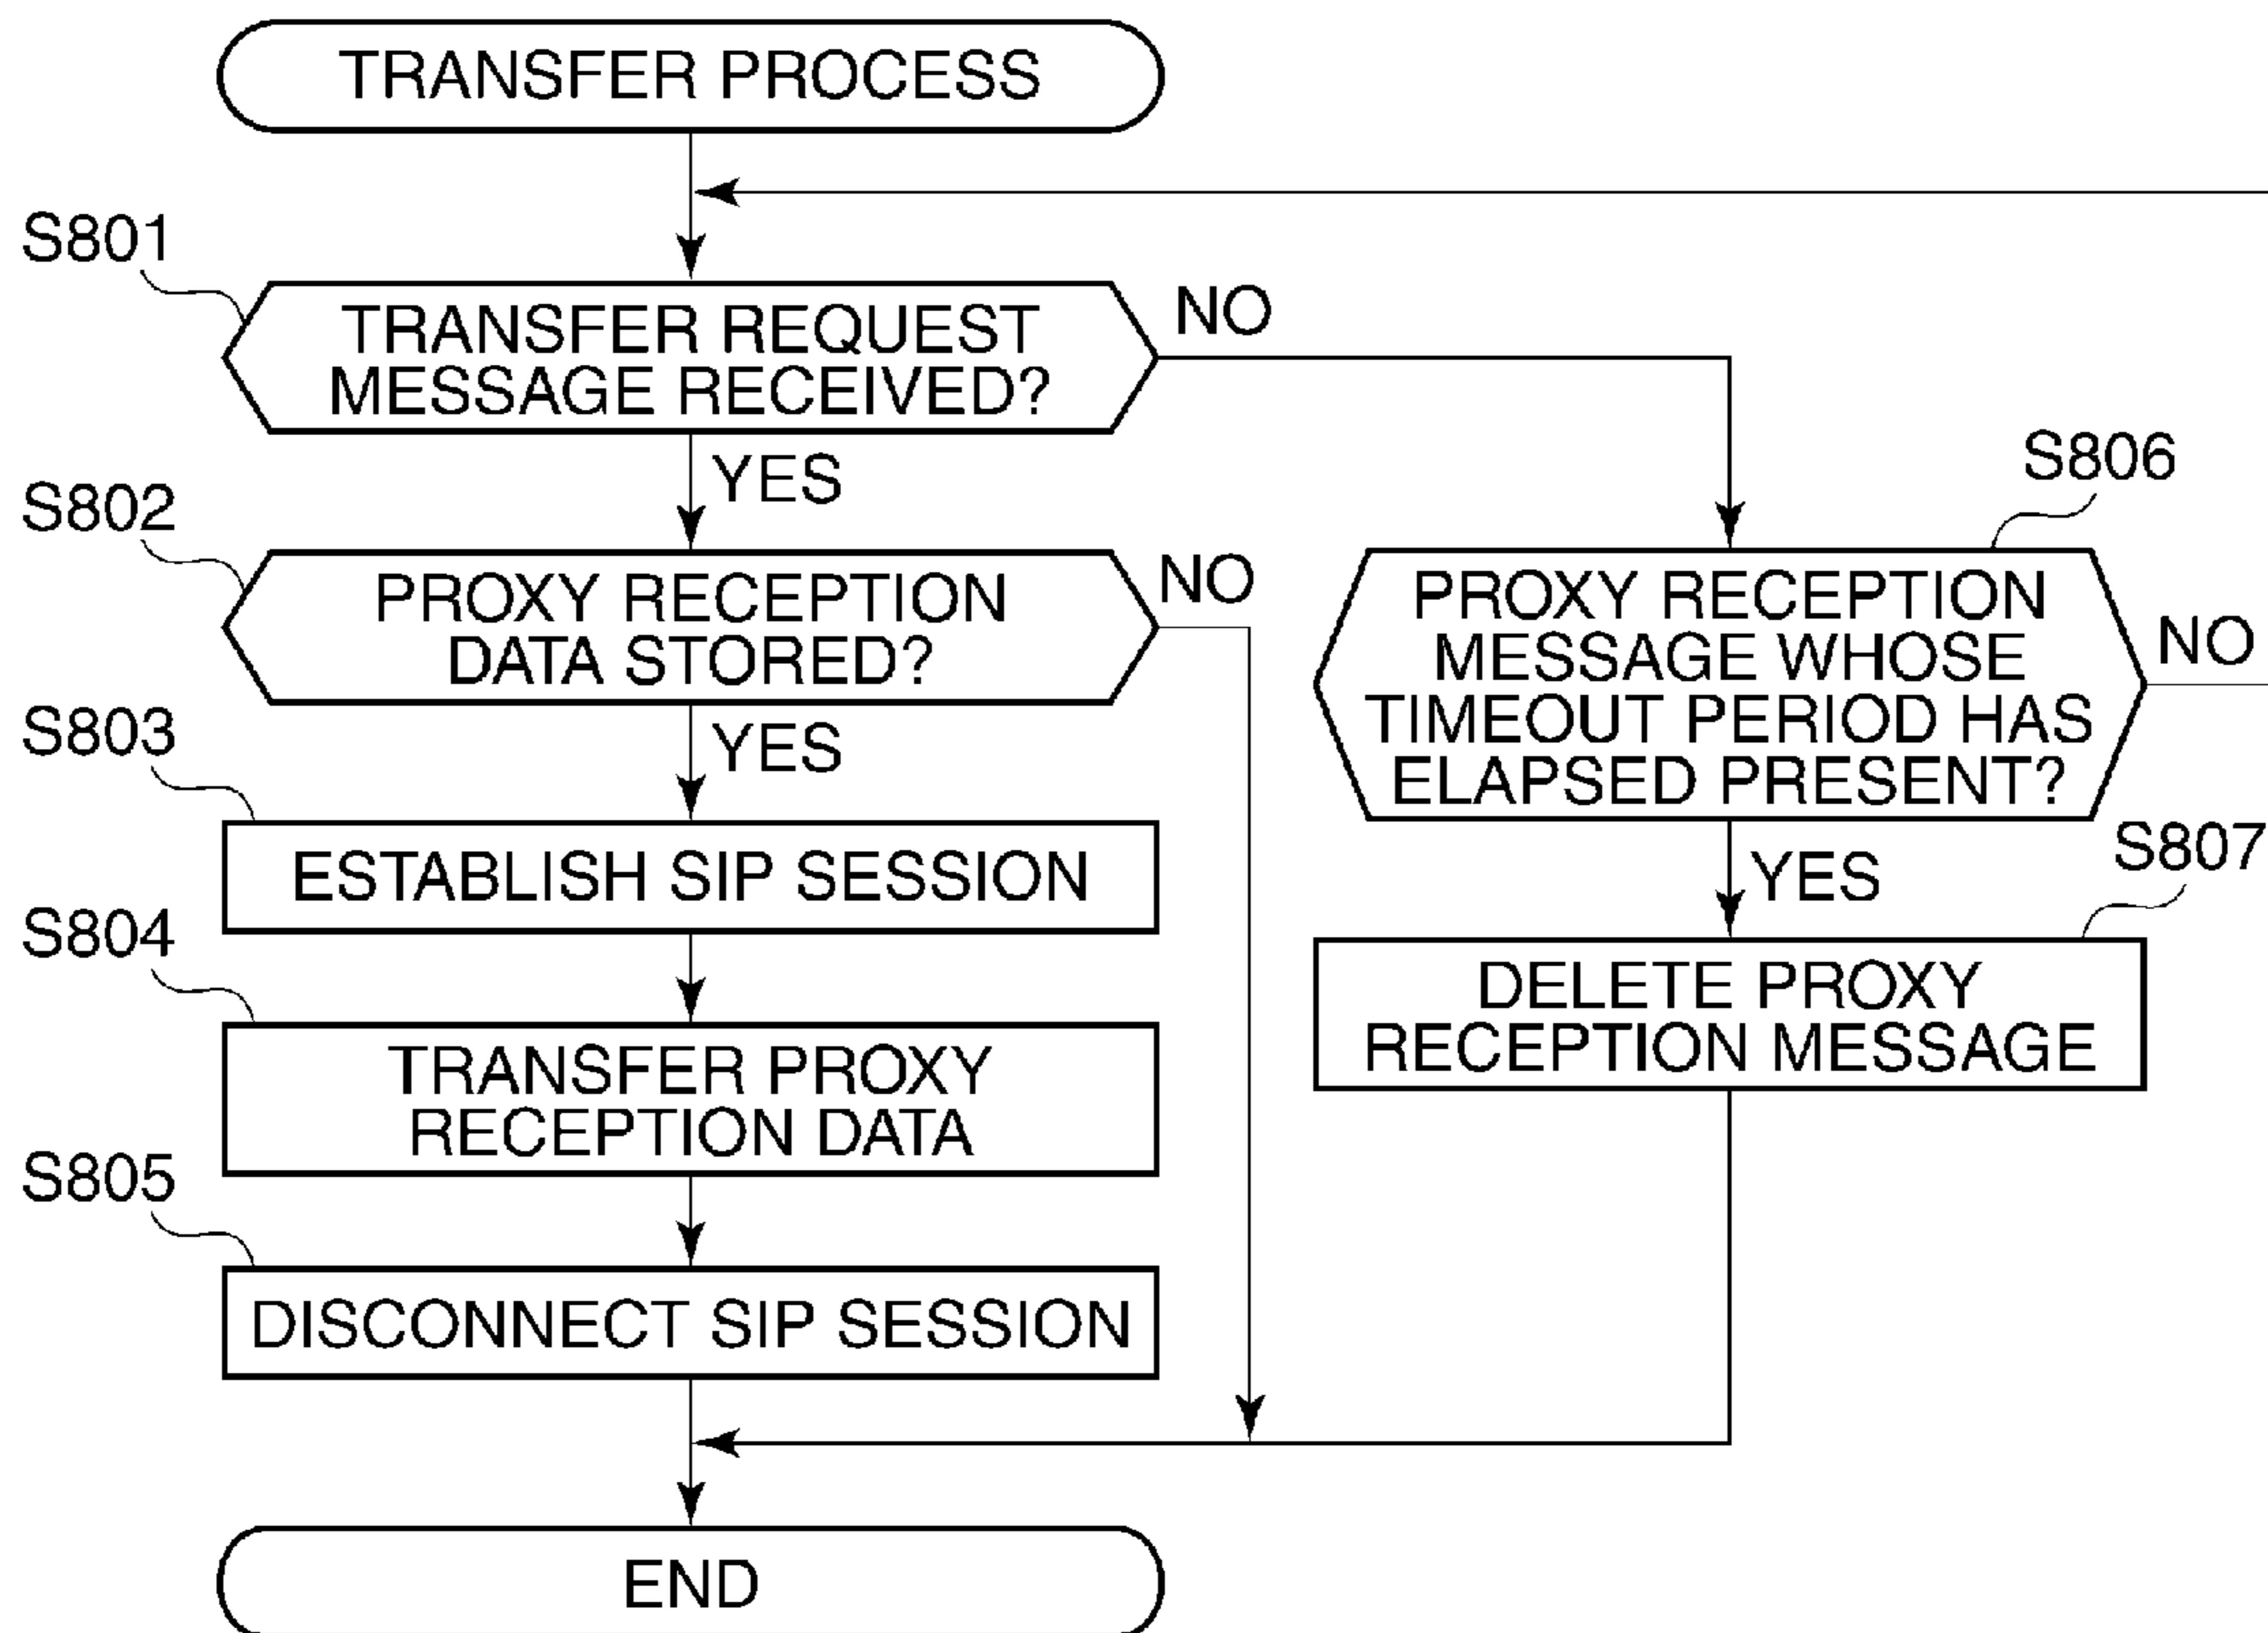 TRANSFER PROCESS
S801
TRANSFER REQUEST
MESSAGE RECEIVED?
NO
YES
S802
PROXY RECEPTION
DATA STORED?
NO
YES
S803
ESTABLISH SIP SESSION
S804
TRANSFER PROXY
RECEPTION DATA
S805
DISCONNECT SIP SESSION
S806
PROXY RECEPTION
MESSAGE WHOSE
TIMEOUT PERIOD HAS
ELAPSED PRESENT?
NO
YES
S807
DELETE PROXY
RECEPTION MESSAGE
END